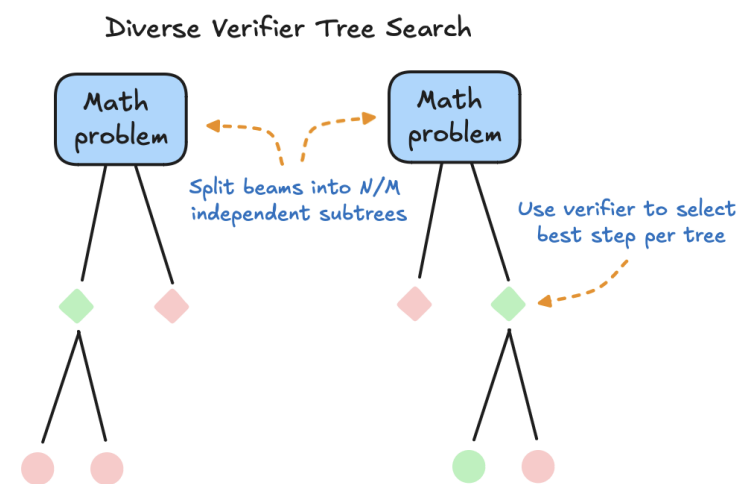 Diverse Verifier Tree Search
Math
problem
Math
problem
Split beams into N/M
independent subtrees
Use verifier to select
best step per tree